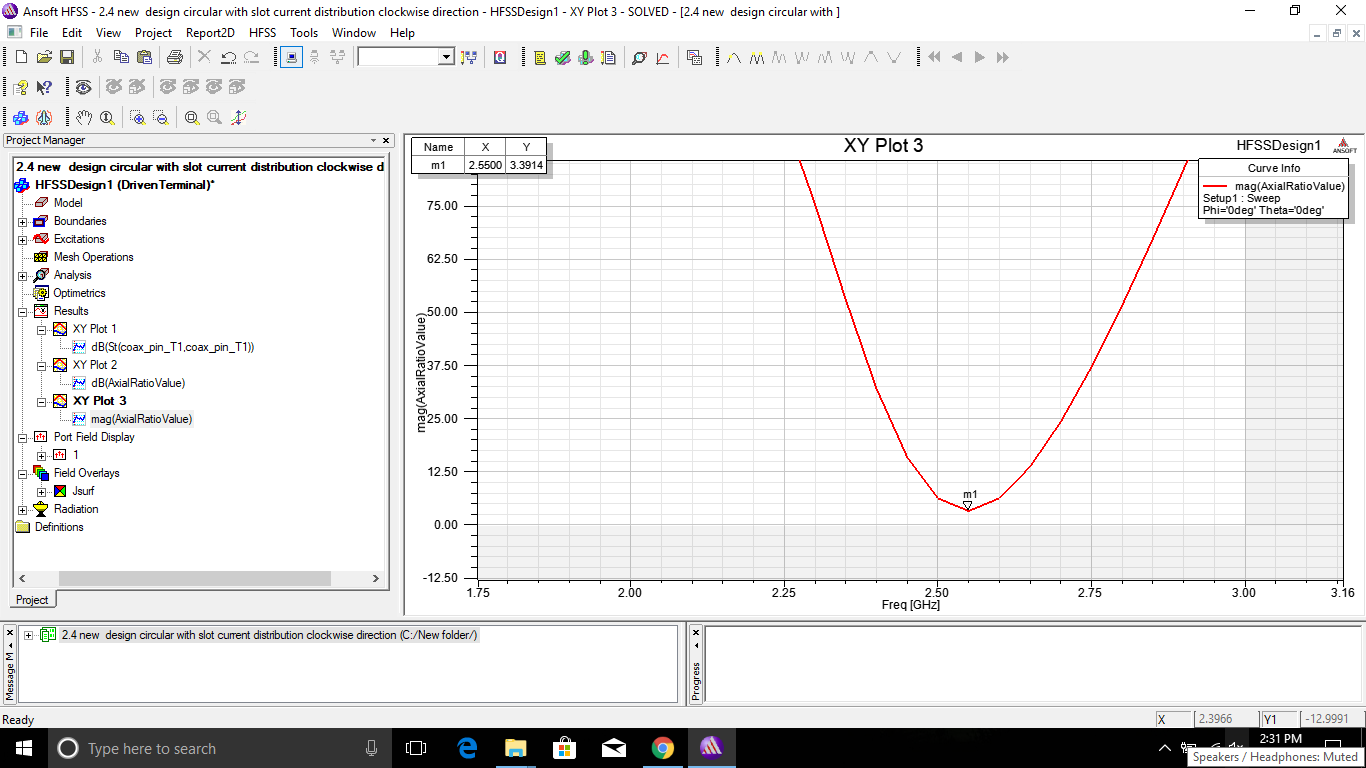 Ansoft HFSS - 2.4 new  design circular with slot current distribution clockwise direction - HFSSDesign1 - XY Plot 3 - SOLVED - [2.4 new  design circular with ]
File Edit View Project Report2D HFSS Tools Window Help
Project Manager
2.4 new  design circular with slot current distribution clockwise d
HFSSDesign1 (DrivenTerminal)*
Model
Boundaries
Excitations
Mesh Operations
Analysis
Optimetrics
Results
XY Plot 1
dB(St(coax_pin_T1,coax_pin_T1))
XY Plot 2
dB(AxialRatioValue)
XY Plot 3
mag(AxialRatioValue)
Port Field Display
1
Field Overlays
Jsurf
Radiation
Definitions
Project
Name X Y
m1 2.5500 3.3914
XY Plot 3
HFSSDesign1
ANSOFT
Curve Info
mag(AxialRatioValue)
Setup1 : Sweep
Phi='0deg' Theta='0deg'
mag(AxialRatioValue)
75.00
62.50
50.00
37.50
25.00
12.50
0.00
-12.50
m1
1.75 2.00 2.25 2.50 2.75 3.00 3.16
Freq [GHz]
Message M
2.4 new  design circular with slot current distribution clockwise direction (C:/New folder/)
Progress
Ready
X 2.3966 Y1 -12.9991
Type here to search
2:31 PM
Speakers / Headphones: Muted